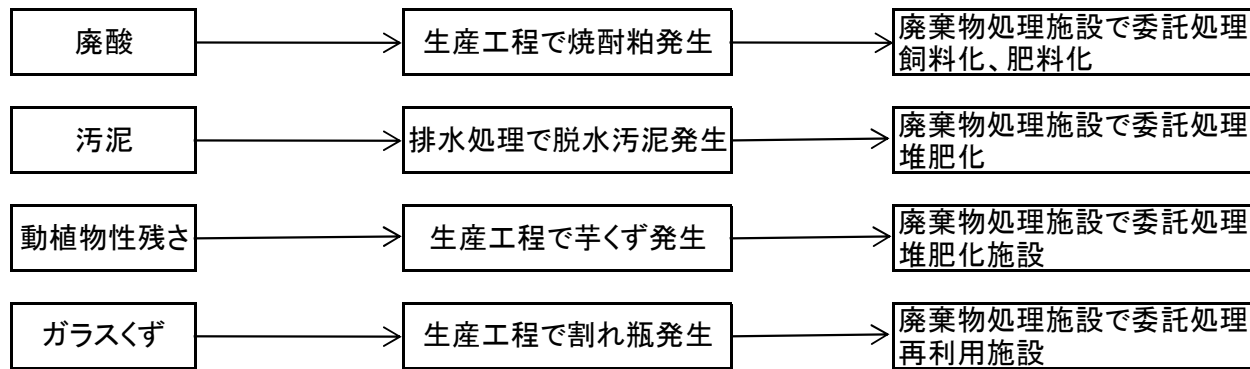 廃酸
生産工程で焼酎粕発生
廃棄物処理施設で委託処理
飼料化、肥料化
汚泥
排水処理で脱水汚泥発生
廃棄物処理施設で委託処理
堆肥化
動植物性残さ
生産工程で芋くず発生
廃棄物処理施設で委託処理
堆肥化施設
ガラスくず
生産工程で割れ瓶発生
廃棄物処理施設で委託処理
再利用施設